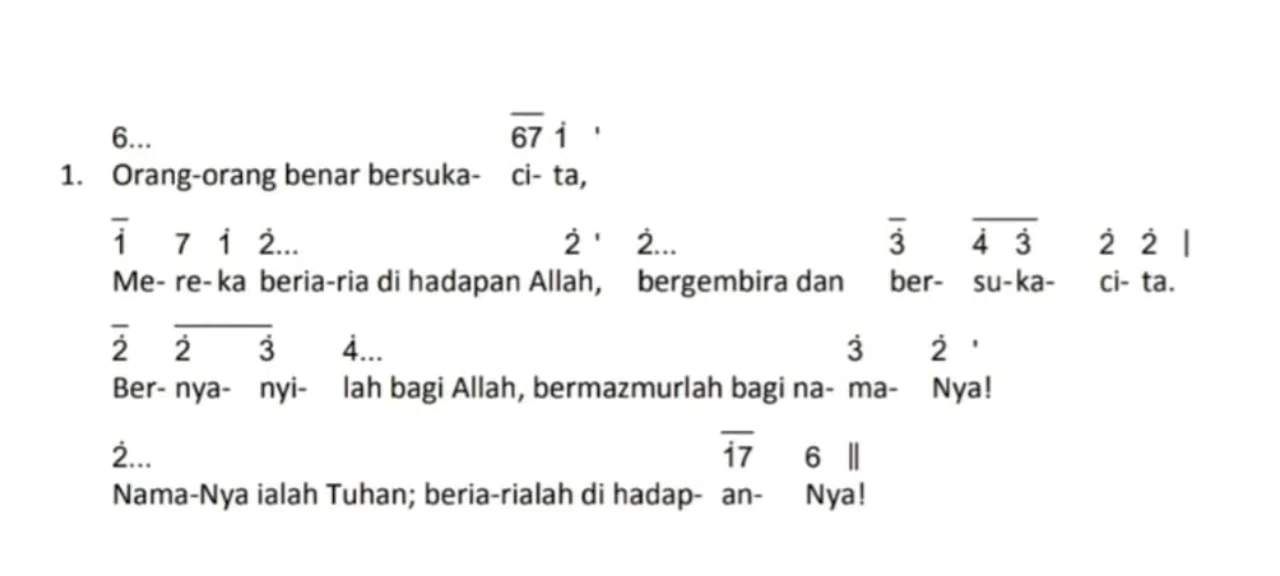 6... 67 1̇ '
1. Orang-orang benar bersuka- ci- ta,
1̇ 7 1̇ 2̇... 2̇ ' 2̇... 3̇ 4̇ 3̇ 2̇ 2̇ |
Me- re- ka beria-ria di hadapan Allah, bergembira dan ber- su-ka- ci- ta.
2̇ 2̇ 3̇ 4̇... 3̇ 2̇ '
Ber- nya- nyi- lah bagi Allah, bermazmurlah bagi na- ma- Nya!
2̇... 1̇7 6 ||
Nama-Nya ialah Tuhan; beria-rialah di hadap- an- Nya!